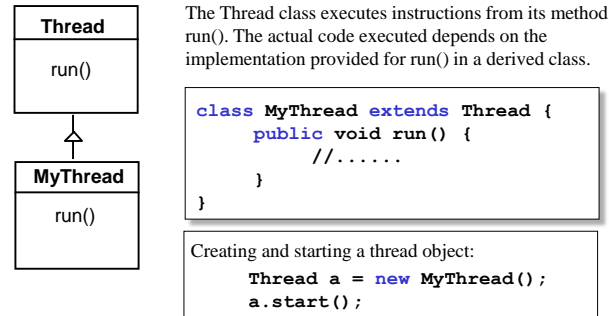 Thread
run()
MyThread
run()
The Thread class executes instructions from its method
run(). The actual code executed depends on the
implementation provided for run() in a derived class.
class MyThread extends Thread {
public void run() {
//......
}
}
Creating and starting a thread object:
Thread a = new MyThread();
a.start();